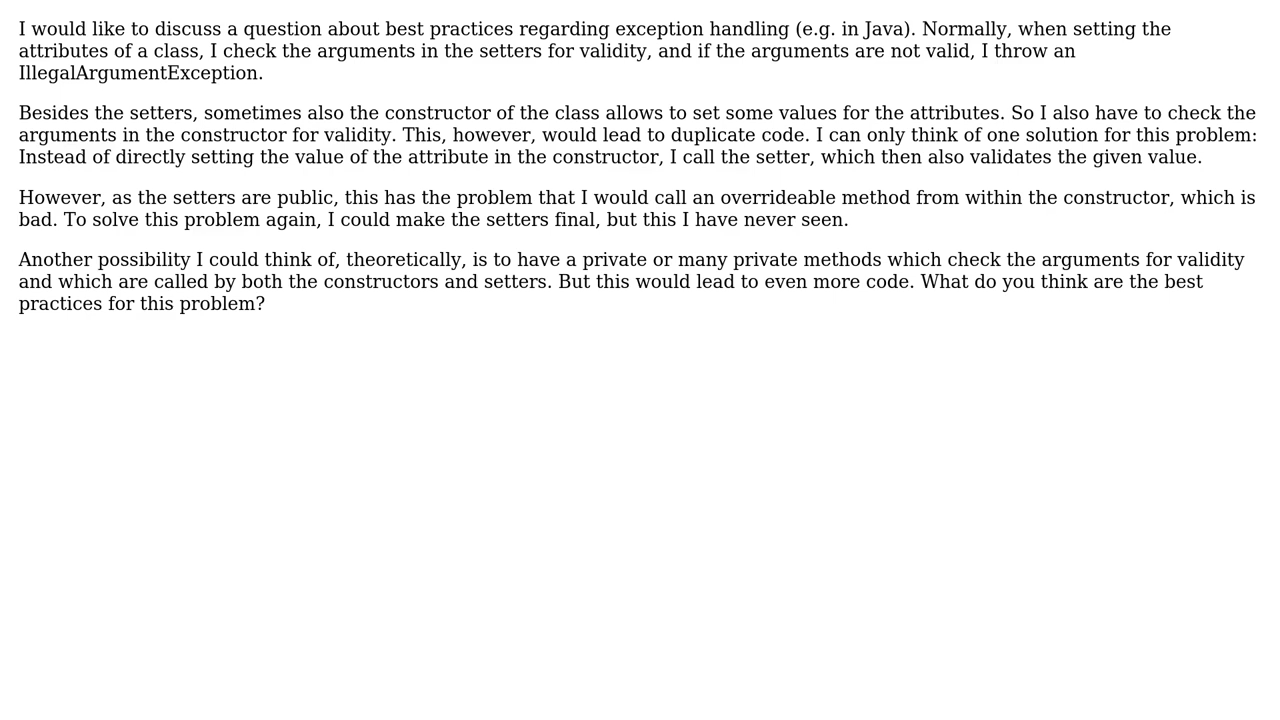 I would like to discuss a question about best practices regarding exception handling (e.g. in Java). Normally, when setting the
attributes of a class, I check the arguments in the setters for validity, and if the arguments are not valid, I throw an
IllegalArgumentException.
Besides the setters, sometimes also the constructor of the class allows to set some values for the attributes. So I also have to check the
arguments in the constructor for validity. This, however, would lead to duplicate code. I can only think of one solution for this problem:
Instead of directly setting the value of the attribute in the constructor, I call the setter, which then also validates the given value.
However, as the setters are public, this has the problem that I would call an overrideable method from within the constructor, which is
bad. To solve this problem again, I could make the setters final, but this I have never seen.
Another possibility I could think of, theoretically, is to have a private or many private methods which check the arguments for validity
and which are called by both the constructors and setters. But this would lead to even more code. What do you think are the best
practices for this problem?